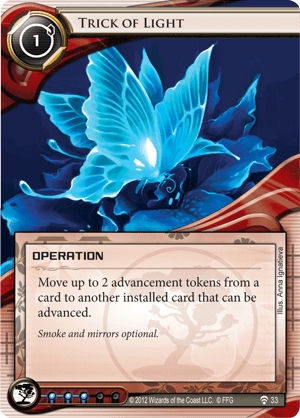 Trick of Light
1
OPERATION
Move up to 2 advancement tokens from a
card to another installed card that can be
advanced.
Smoke and mirrors optional.
Illus. Anna Ignatieva
© 2012 Wizards of the Coast LLC. © FFG
33